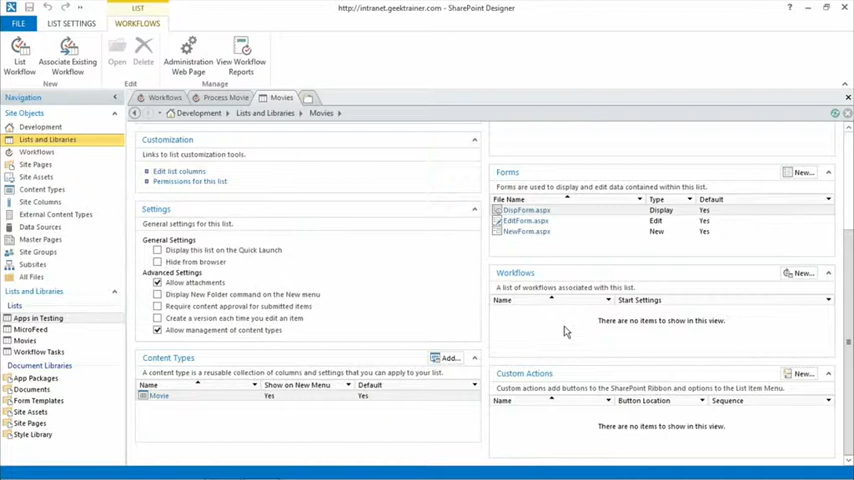 LIST
http://intranet.geektrainer.com - SharePoint Designer
?
FILE
LIST SETTINGS
WORKFLOWS
List Workflow
Associate Existing Workflow
Open
Delete
Administration Web Page
View Workflow Reports
New
Edit
Manage
Navigation
Workflows
Process Movie
Movies
Site Objects
Development
Lists and Libraries
Movies
Development
Lists and Libraries
Workflows
Site Pages
Site Assets
Content Types
Site Columns
External Content Types
Data Sources
Master Pages
Site Groups
Subsites
All Files
Lists and Libraries
Lists
Apps in Testing
MicroFeed
Movies
Workflow Tasks
Document Libraries
App Packages
Documents
Form Templates
Site Assets
Site Pages
Style Library
Customization
Links to list customization tools.
Edit list columns
Permissions for this list
Settings
General settings for this list.
General Settings
Display this list on the Quick Launch
Hide from browser
Advanced Settings
Allow attachments
Display New Folder command on the New menu
Require content approval for submitted items
Create a version each time you edit an item
Allow management of content types
Content Types
Add...
A content type is a reusable collection of columns and settings that you can apply to your list.
Name Show on New Menu Default
Movie Yes Yes
Forms
New...
Forms are used to display and edit data contained within this list.
File Name Type Default
DispForm.aspx Display Yes
EditForm.aspx Edit Yes
NewForm.aspx New Yes
Workflows
New...
A list of workflows associated with this list.
Name Start Settings
There are no items to show in this view.
Custom Actions
New...
Custom actions add buttons to the SharePoint Ribbon and options to the List Item Menu.
Name Button Location Sequence
There are no items to show in this view.